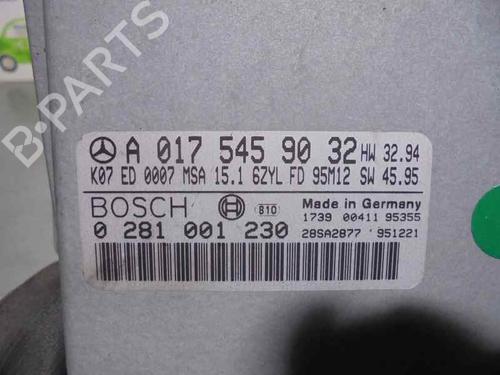 A 017 545 90 32 HW 32.94
K07 ED 0007 MSA 15.1 6ZYL FD 95M12 SW 45.95
BOSCH B10 Made in Germany
1739 00411 95355
0 281 001 230 28SA2877 951221
B-PARTS